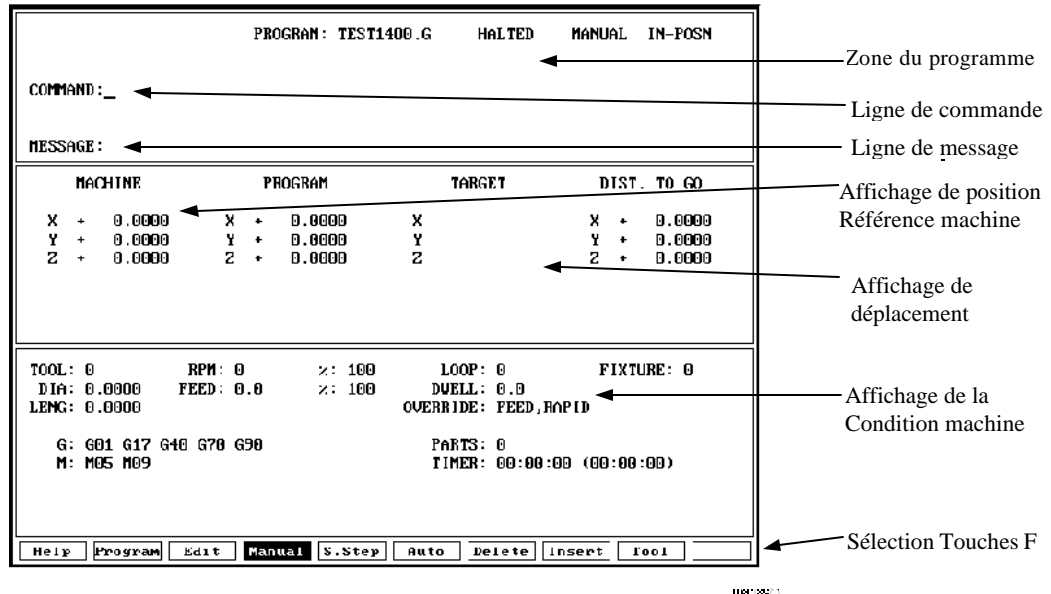 PROGRAM: TEST1400.G HALTED MANUAL IN-POSN
Zone du programme
COMMAND:_
Ligne de commande
MESSAGE:
Ligne de message
MACHINE PROGRAM TARGET DIST. TO GO
Affichage de position
Référence machine
X + 0.0000 X + 0.0000 X X + 0.0000
Y + 0.0000 Y + 0.0000 Y Y + 0.0000
Z + 0.0000 Z + 0.0000 Z Z + 0.0000
Affichage de
déplacement
TOOL: 0 RPM: 0 %: 100 LOOP: 0 FIXTURE: 0
DIA: 0.0000 FEED: 0.0 %: 100 DWELL: 0.0
LENG: 0.0000 OVERRIDE: FEED,RAPID
Affichage de la
Condition machine
G: G01 G17 G40 G70 G90 PARTS: 0
M: M05 M09 TIMER: 00:00:00 (00:00:00)
Help Program Edit Manual S.Step Auto Delete Insert Tool
Sélection Touches F